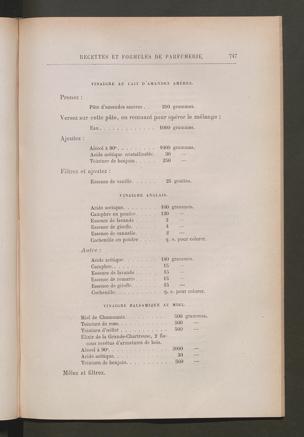 RECETTES ET FORMULES DE PARFUMERIE. 747
VINAIGRE AU LAIT D'AMANDES AMÈRES.
Prenez :
Pâte d'amandes amères . . 250 grammes.
Versez sur cette pâte, en remuant pour opérer le mélange :
Eau . . . . . . . . . . . 1000 grammes.
Ajoutez :
Alcool à 90° . . . . . . . grammes.
Acide acétique cristallisable. 30 —
Teinture de benjoin . . . . . 250 —
Filtrez et ajoutez :
Essence de vanille . . . . . 25 gouttes.
VINAIGRE ANGLAIS.
Acide acétique . . . . . . grammes.
Camphre en poudre . . . . 120 —
Essence de lavande . . . . 2 —
Essence de girofle . . . . 4 —
Essence de cannelle . . . . 2 —
Cochenille en poudre . . . . q. s. pour colorer.
Autre :
Acide acétique . . . . . . 180 grammes.
Camphre . . . . . . . . 15 —
Essence de lavande . . . . 15 —
Essence de romarin . . . . 15 —
Essence de girofle . . . . 15 —
Cochenille . . . . . . . q. s. pour colorer.
VINAIGRE BALSAMIQUE AU MIEL.
Miel de Chamounix . . . . . . 500 grammes.
Teinture de rose . . . . . . . 500 —
Teinture d'œillet . . . . . . . 500 —
Elixir de la Grande-Chartreuse, 2 fla-
cons revêtus d'armatures de bois.
Alcool à 90° . . . . . . . . 3000 —
Acide acétique . . . . . . . 30 —
Teinture de benjoin . . . . . . 500 —
Mêlez et filtrez.